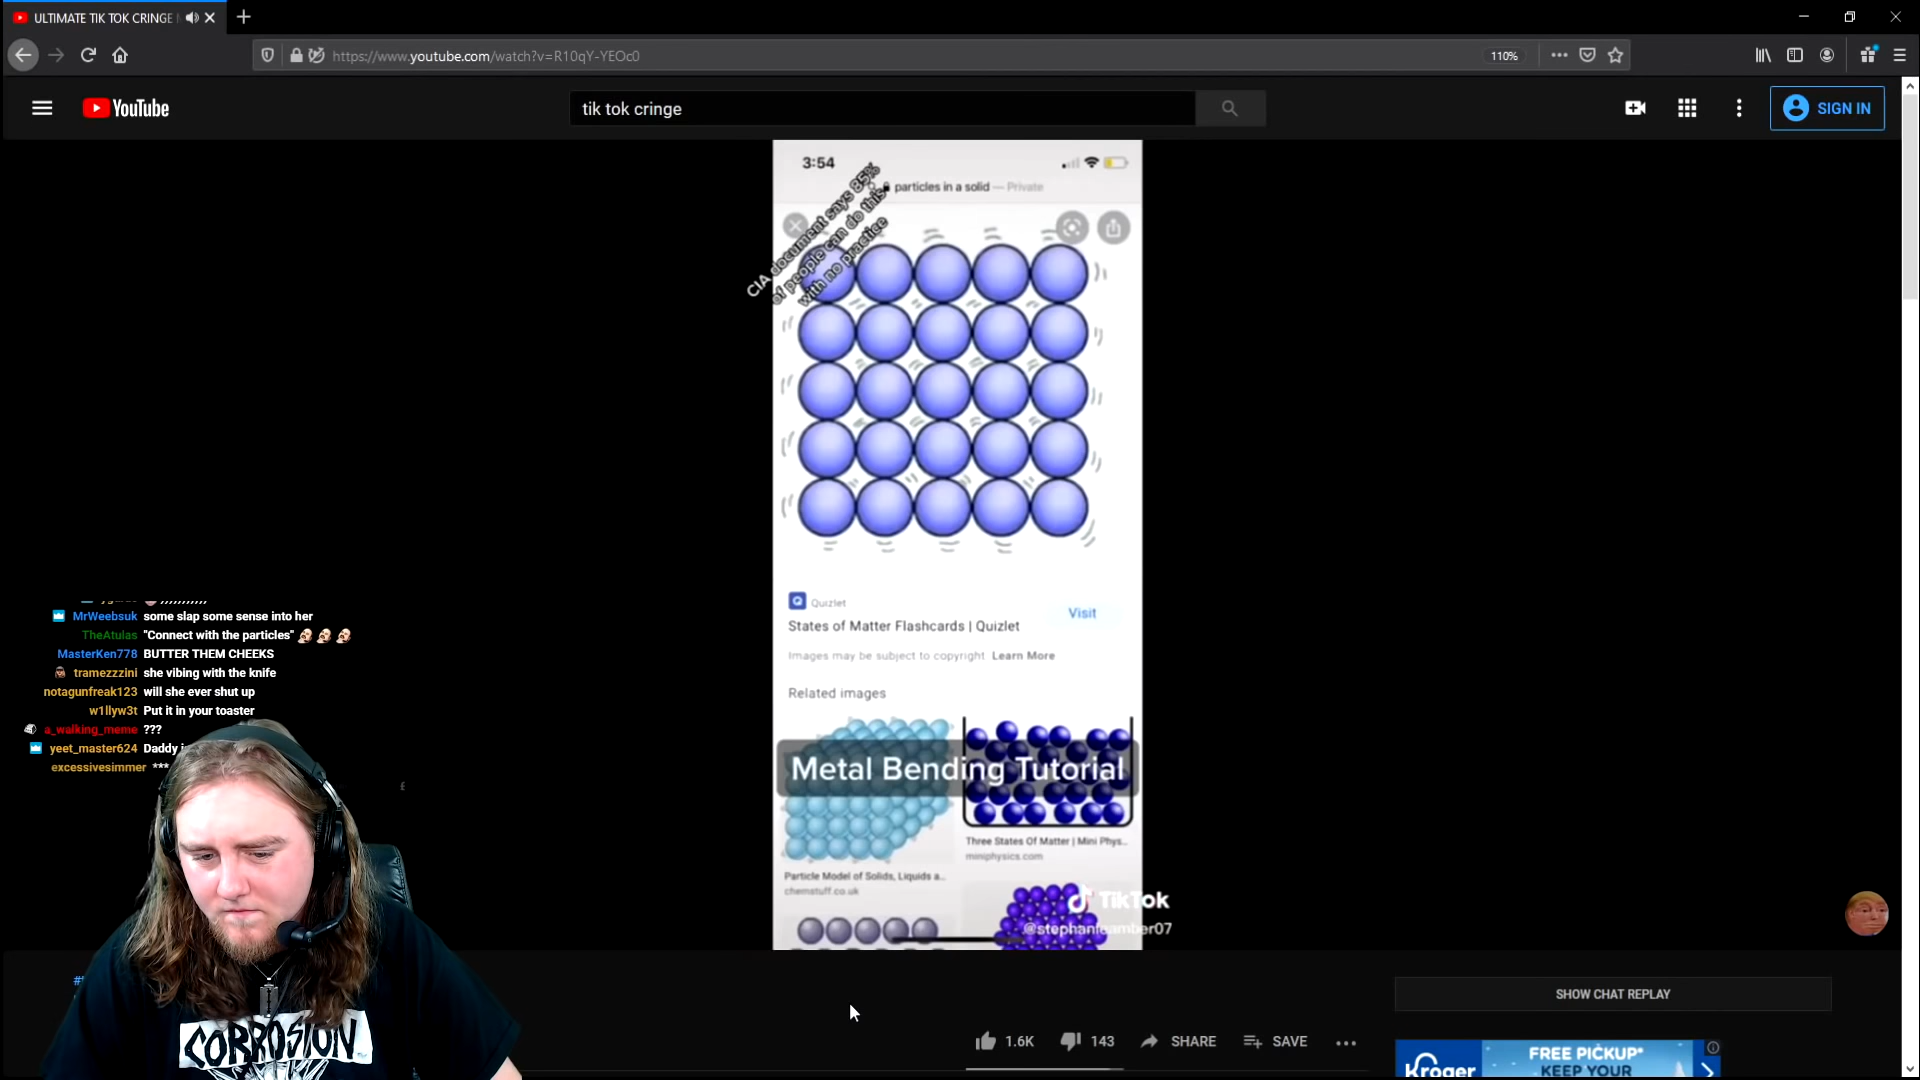 ULTIMATE TIK TOK CRINGE
https://www.youtube.com/watch?v=R10qY-YEOc0
110%
YouTube
tik tok cringe
SIGN IN
3:54
particles in a solid — Private
CIA document says 85%
of people can do this
with no practice
Quizlet
States of Matter Flashcards | Quizlet
Visit
Images may be subject to copyright. Learn More
Related images
Metal Bending Tutorial
Three States Of Matter | Mini Phys...
miniphysics.com
Particle Model of Solids, Liquids a...
chemstuff.co.uk
TikTok
@stephanieamber07
MrWeebsuk some slap some sense into her
TheAtulas "Connect with the particles"
MasterKen778 BUTTER THEM CHEEKS
tramezzzini she vibing with the knife
notagunfreak123 will she ever shut up
w1llyw3t Put it in your toaster
a_walking_meme ???
yeet_master624 Daddy
excessivesimmer ***
CORROSION
SHOW CHAT REPLAY
1.6K
143
SHARE
SAVE
Kroger
FREE PICKUP*
KEEP YOUR